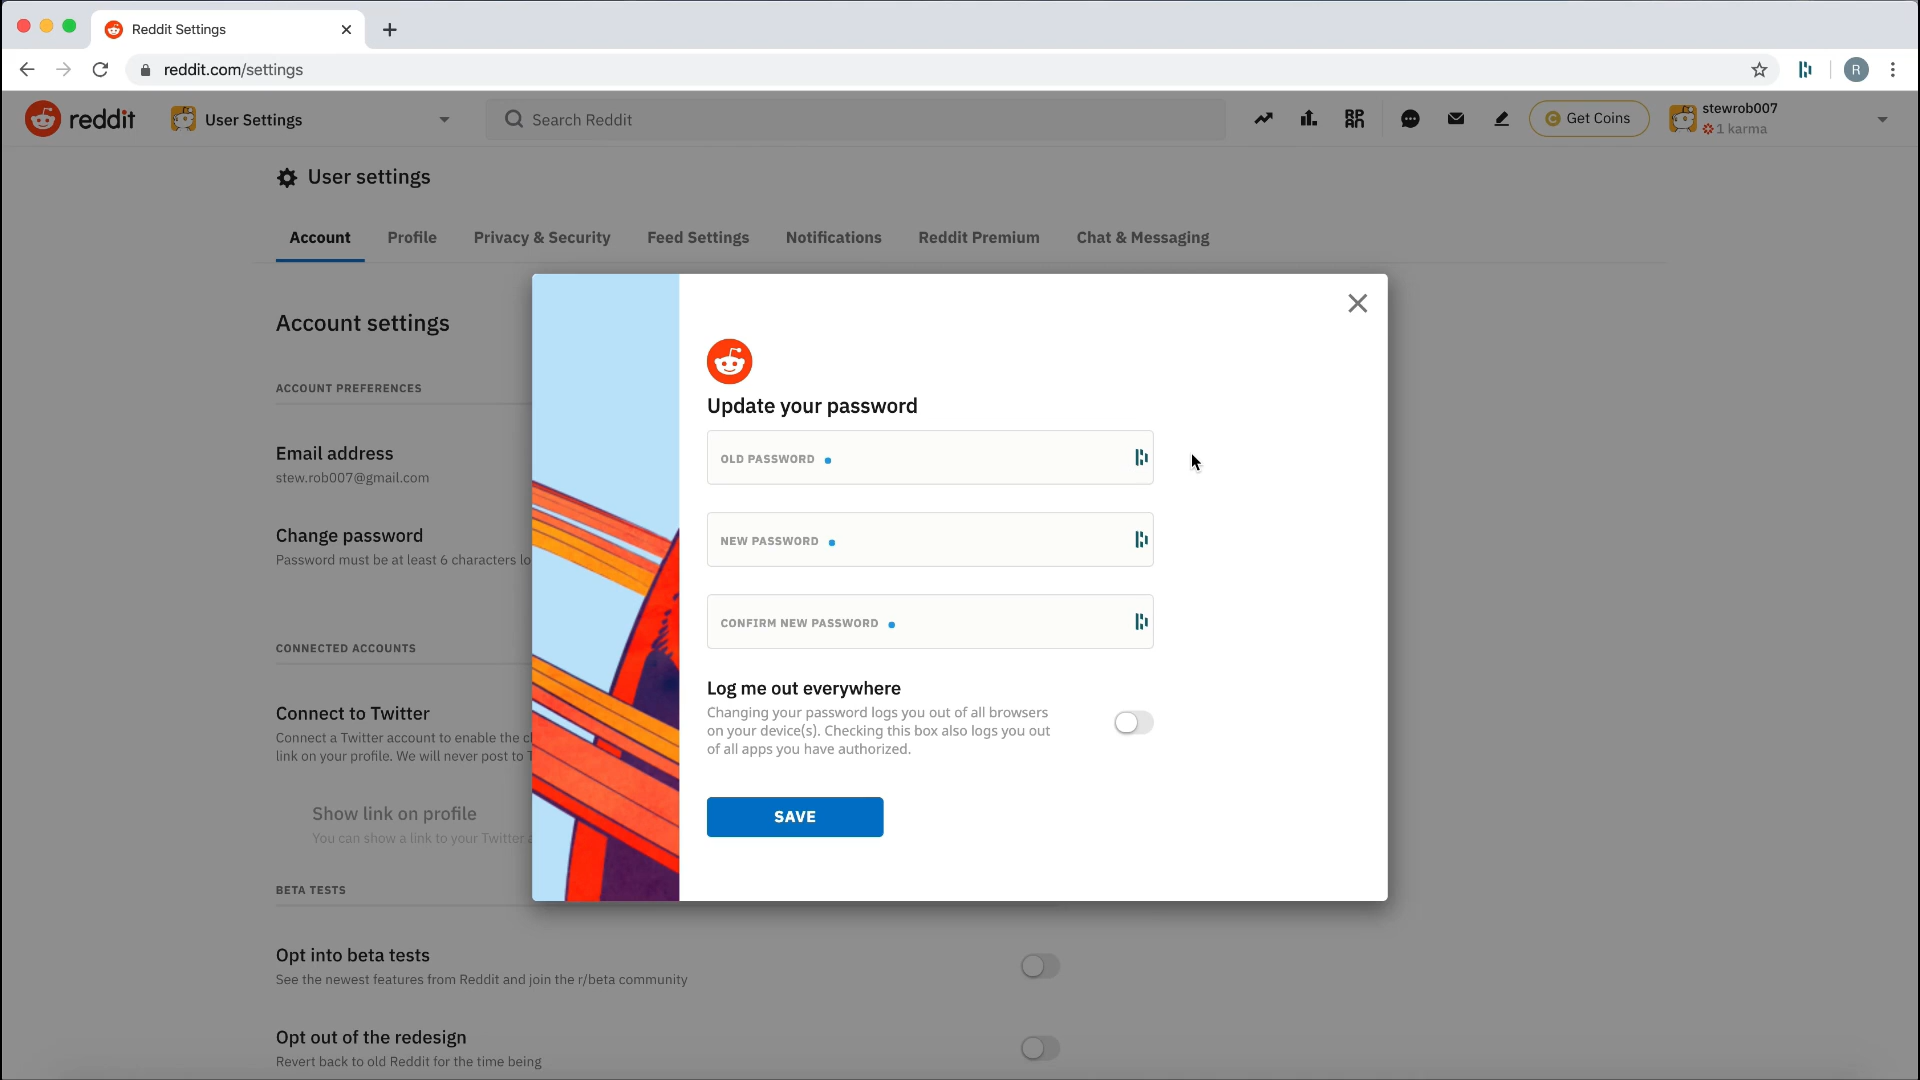 Reddit Settings
reddit.com/settings
R
reddit
User Settings
Search Reddit
RPAN
C Get Coins
stewrob007
1 karma
User settings
Account
Profile
Privacy & Security
Feed Settings
Notifications
Reddit Premium
Chat & Messaging
Account settings
ACCOUNT PREFERENCES
Email address
stew.rob007@gmail.com
Change password
Password must be at least 6 characters lo
CONNECTED ACCOUNTS
Connect to Twitter
Connect a Twitter account to enable the c
link on your profile. We will never post to T
Show link on profile
You can show a link to your Twitter a
BETA TESTS
Opt into beta tests
See the newest features from Reddit and join the r/beta community
Opt out of the redesign
Revert back to old Reddit for the time being
Update your password
OLD PASSWORD
NEW PASSWORD
CONFIRM NEW PASSWORD
Log me out everywhere
Changing your password logs you out of all browsers
on your device(s). Checking this box also logs you out
of all apps you have authorized.
SAVE